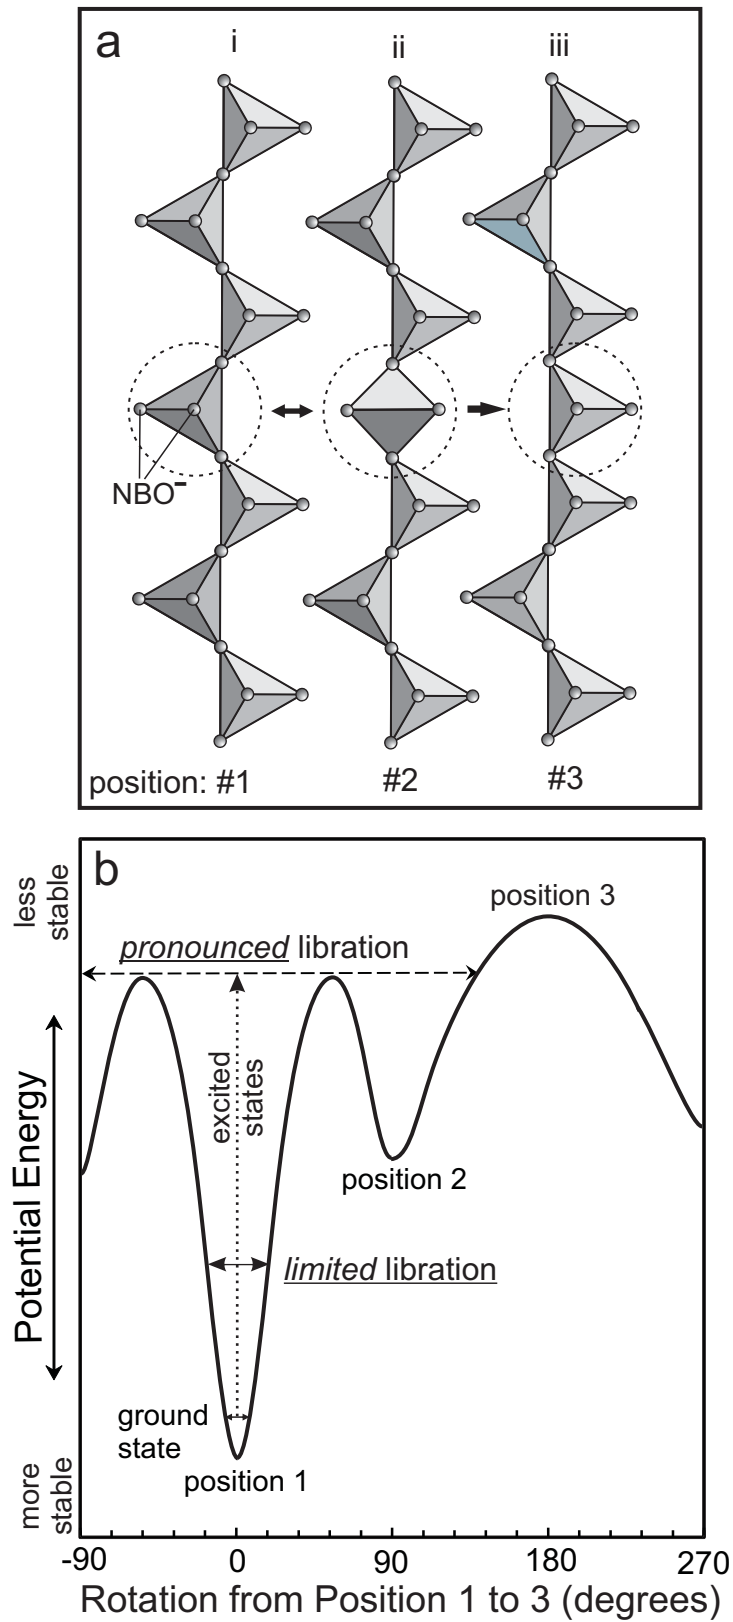 a
i
ii
iii
NBO⁻
position: #1
#2
#3
b
less
stable
position 3
pronounced libration
excited
states
Potential Energy
position 2
limited libration
ground
state
position 1
more
stable
-90
0
90
180
270
Rotation from Position 1 to 3 (degrees)